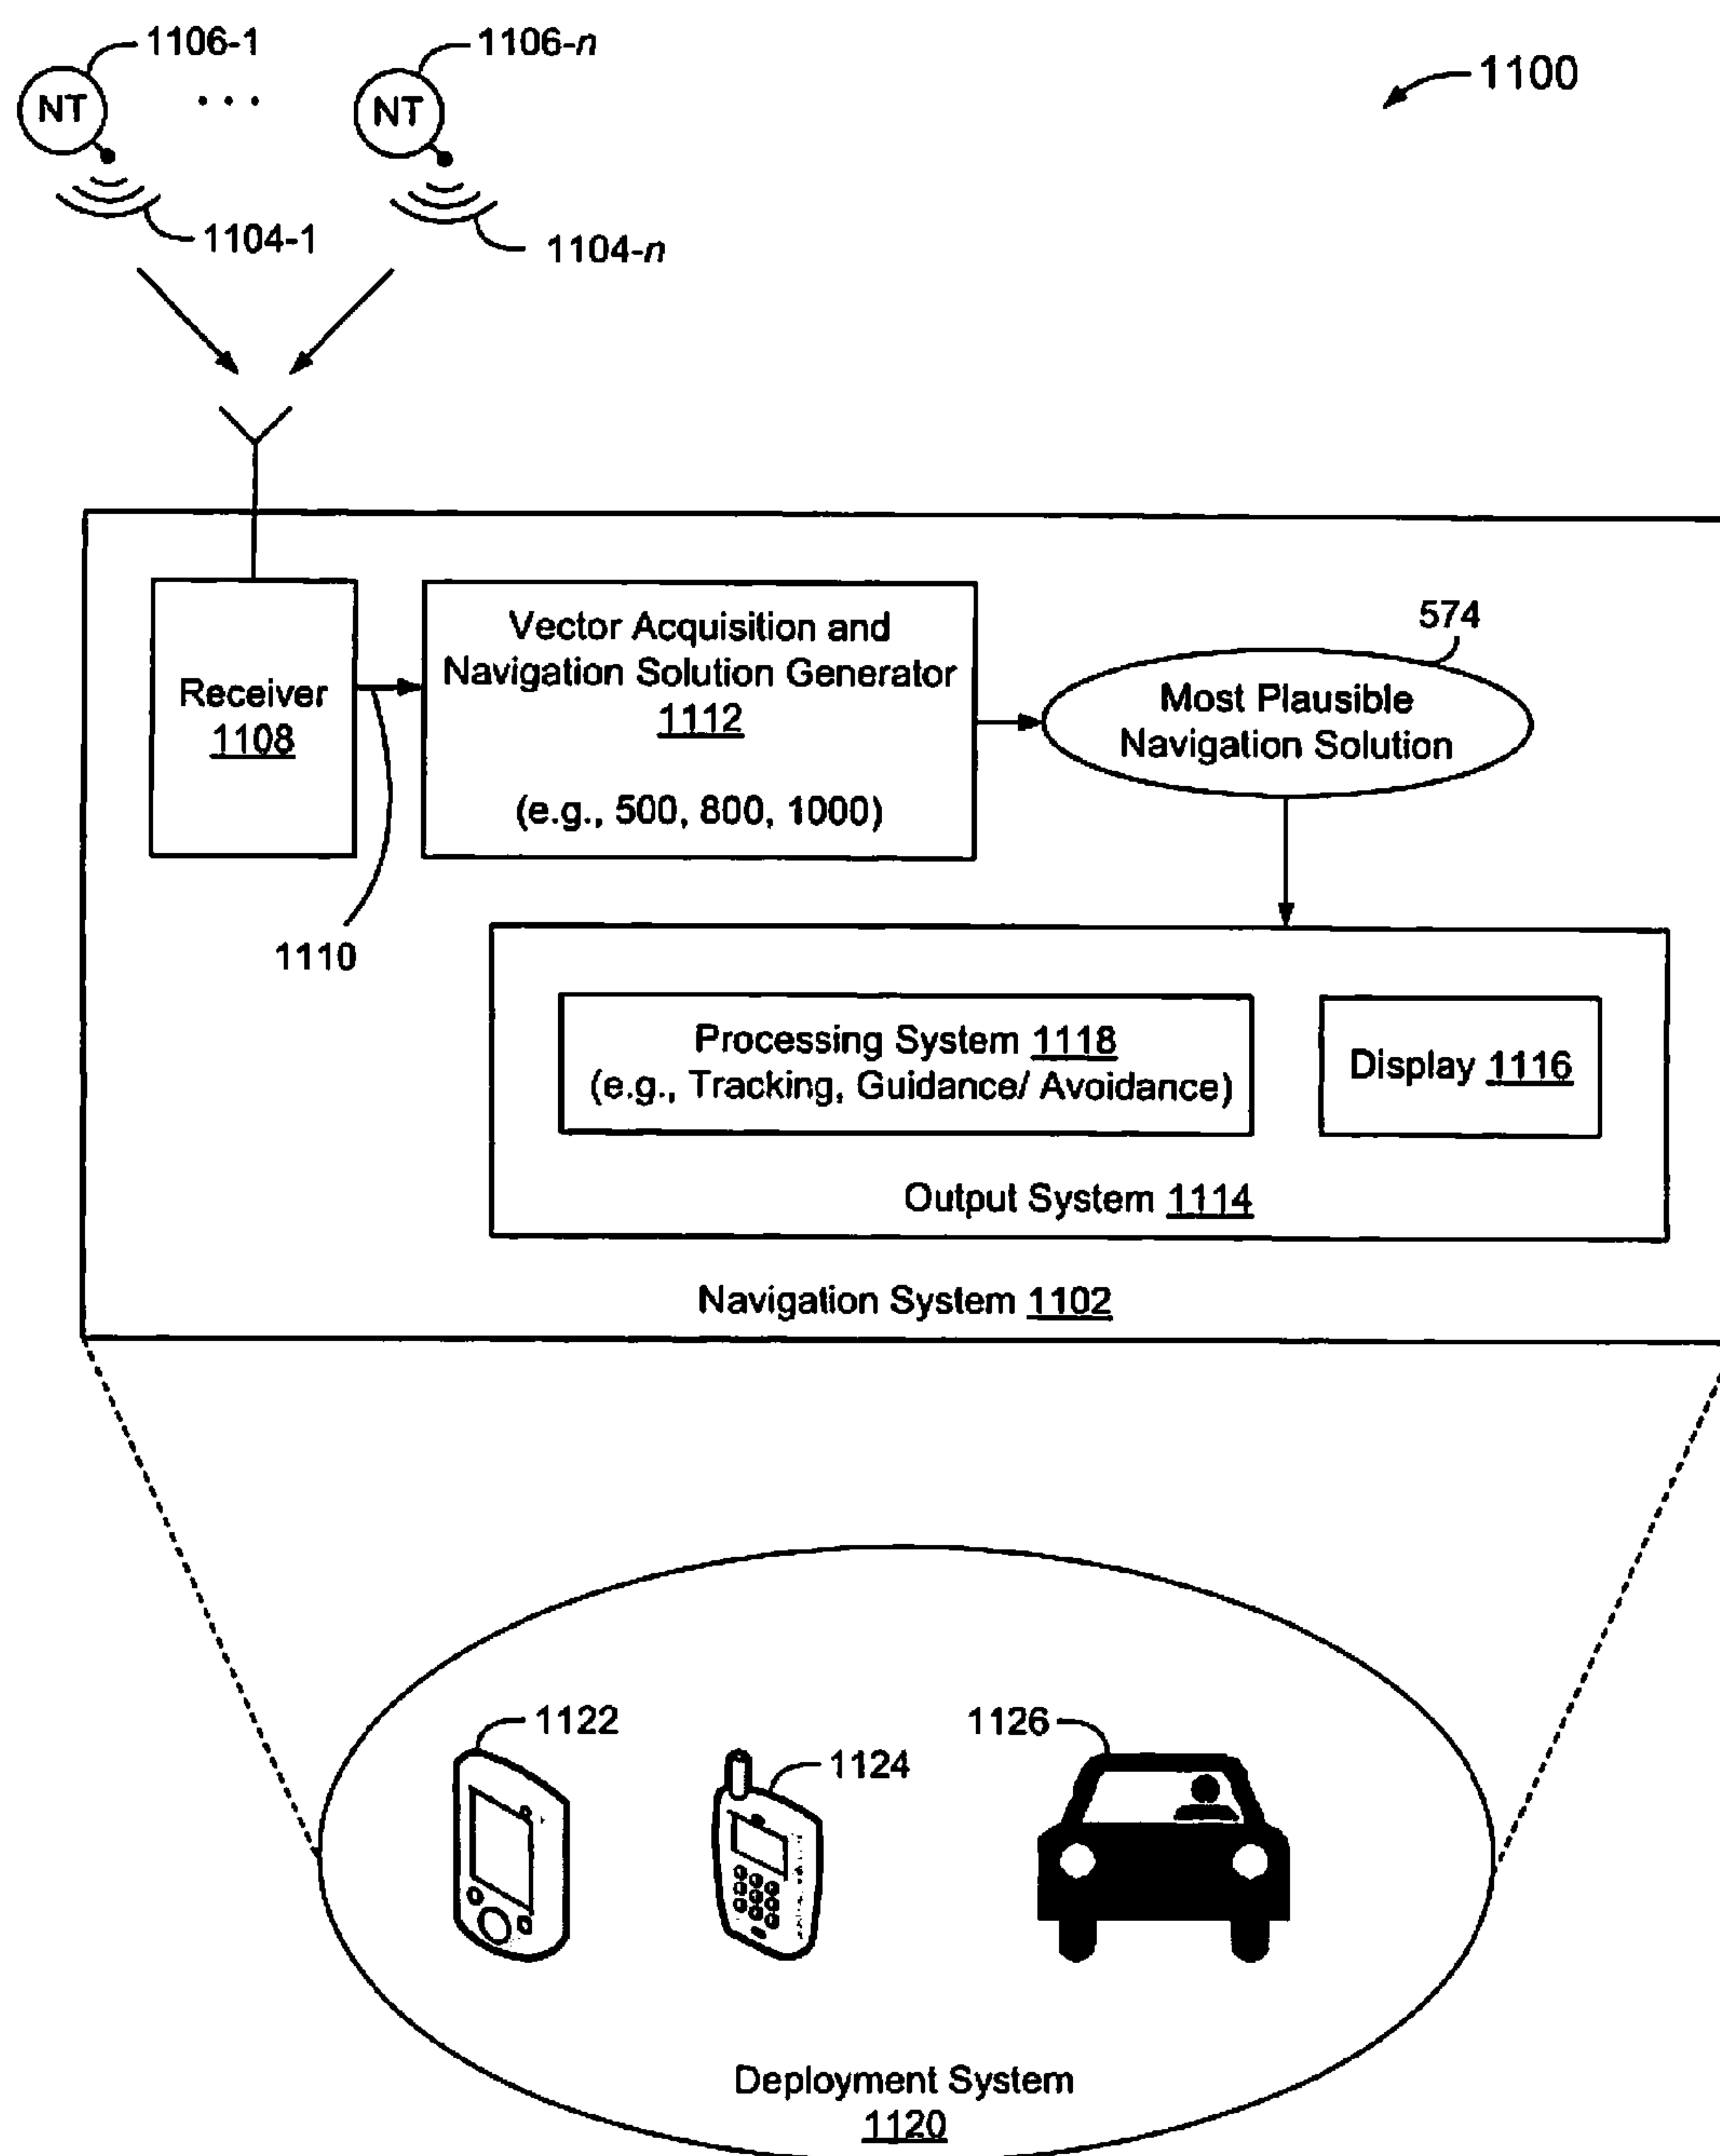 1106-1
1106-n
1100
NT
...
NT
1104-1
1104-n
574
Vector Acquisition and
Navigation Solution Generator
1112
(e.g., 500, 800, 1000)
Receiver
1108
Most Plausible
Navigation Solution
1110
Processing System 1118
(e.g., Tracking, Guidance/ Avoidance)
Display 1116
Output System 1114
Navigation System 1102
1122
1124
1126
Deployment System
1120